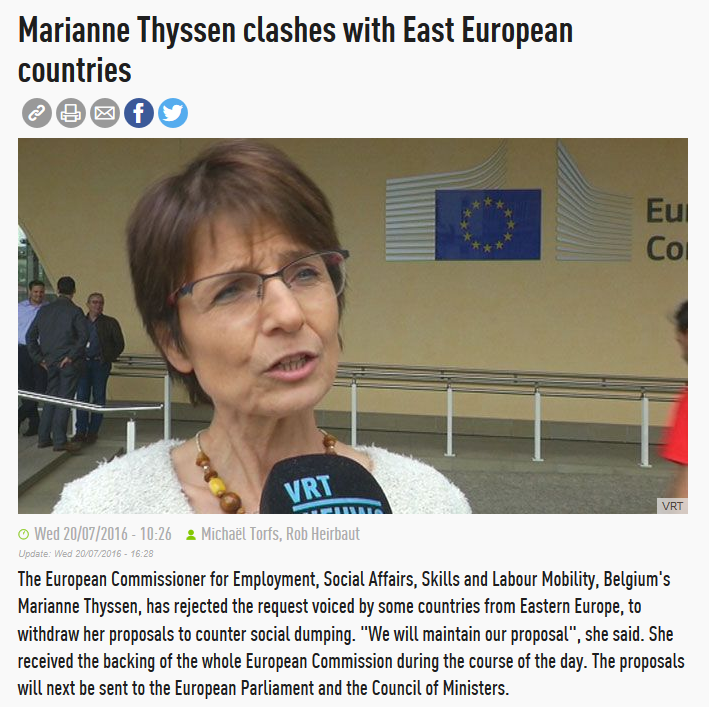 Marianne Thyssen clashes with East European
countries
Eu
Co
VRT
VRT
Wed 20/07/2016 - 10:26 Michaël Torfs, Rob Heirbaut
Update: Wed 20/07/2016 - 16:28
The European Commissioner for Employment, Social Affairs, Skills and Labour Mobility, Belgium's
Marianne Thyssen, has rejected the request voiced by some countries from Eastern Europe, to
withdraw her proposals to counter social dumping. "We will maintain our proposal", she said. She
received the backing of the whole European Commission during the course of the day. The proposals
will next be sent to the European Parliament and the Council of Ministers.